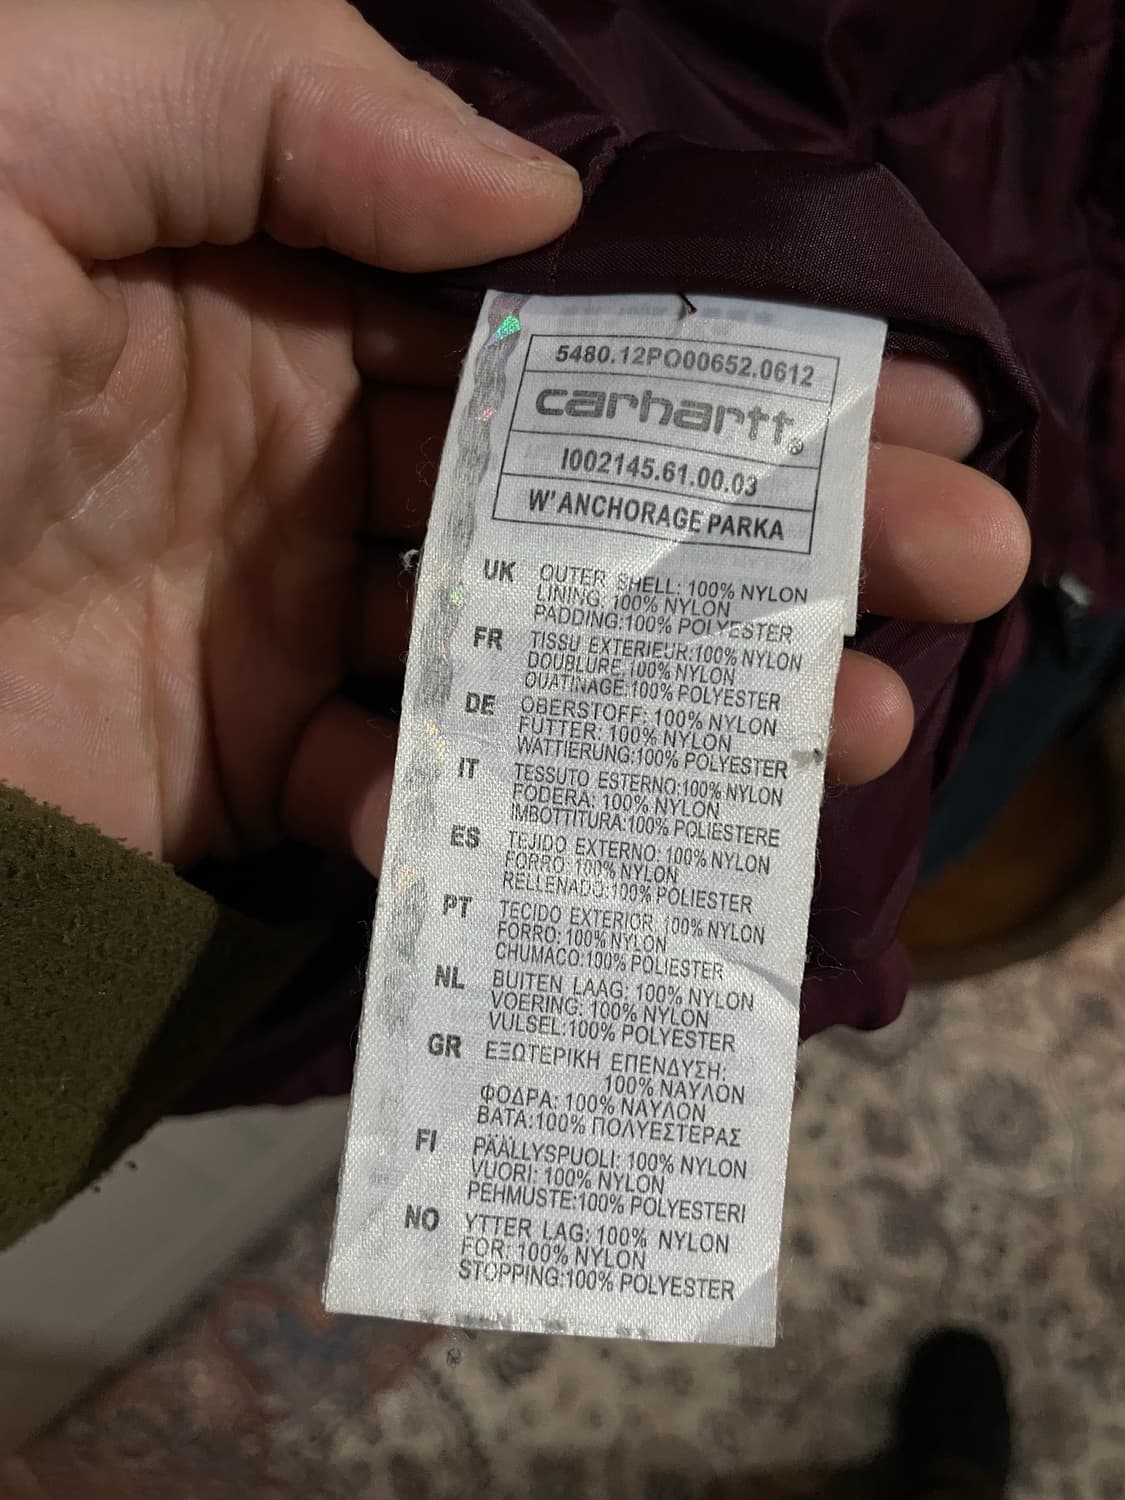 5480.12PO00652.0612
carhartt®
I002145.61.00.03
W' ANCHORAGE PARKA
UK OUTER SHELL: 100% NYLON
LINING: 100% NYLON
PADDING:100% POLYESTER
FR TISSU EXTERIEUR:100% NYLON
DOUBLURE:100% NYLON
OUATINAGE:100% POLYESTER
DE OBERSTOFF: 100% NYLON
FUTTER: 100% NYLON
WATTIERUNG:100% POLYESTER
IT TESSUTO ESTERNO:100% NYLON
FODERA: 100% NYLON
IMBOTTITURA:100% POLIESTERE
ES TEJIDO EXTERNO: 100% NYLON
FORRO: 100% NYLON
RELLENADO:100% POLIESTER
PT TECIDO EXTERIOR: 100% NYLON
FORRO: 100% NYLON
CHUMACO:100% POLIESTER
NL BUITEN LAAG: 100% NYLON
VOERING: 100% NYLON
VULSEL:100% POLYESTER
GR ΕΞΩΤΕΡΙΚΗ ΕΠΕΝΔΥΣΗ:
100% ΝΑΥΛΟΝ
ΦΟΔΡΑ: 100% ΝΑΥΛΟΝ
ΒΑΤΑ:100% ΠΟΛΥΕΣΤΕΡΑΣ
FI PÄÄLLYSPUOLI: 100% NYLON
VUORI: 100% NYLON
PEHMUSTE:100% POLYESTERI
NO YTTER LAG: 100% NYLON
FOR: 100% NYLON
STOPPING:100% POLYESTER